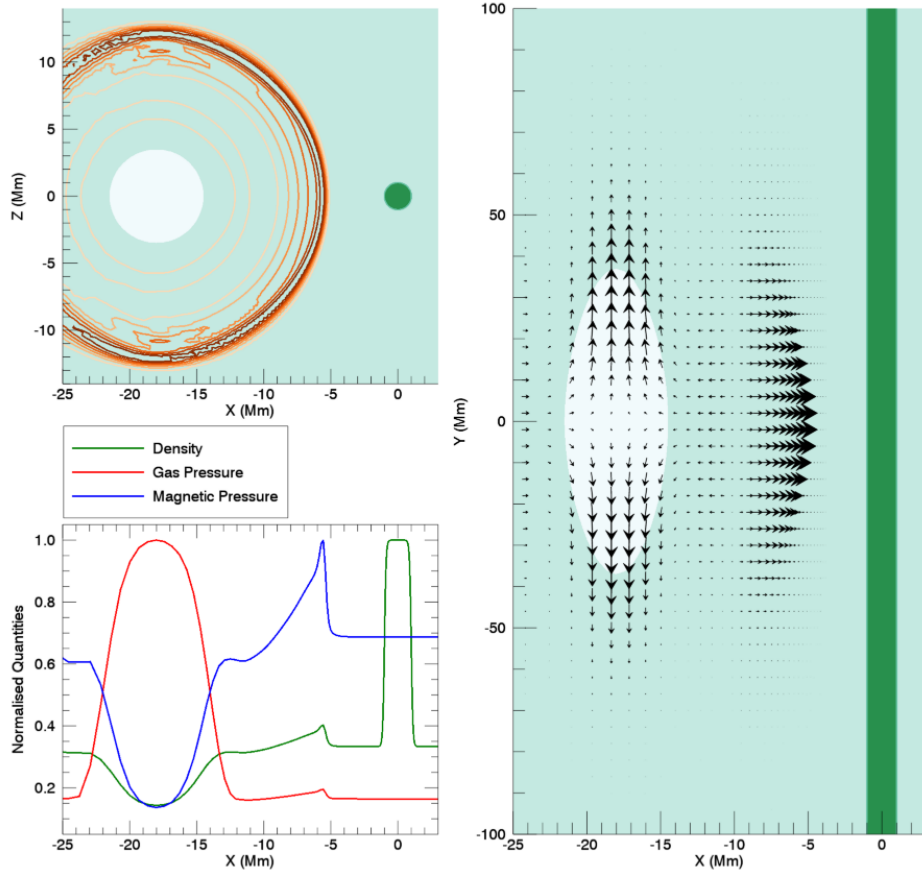 10
5
0
-5
-10
Z (Mm)
-25 -20 -15 -10 -5 0
X (Mm)
Density
Gas Pressure
Magnetic Pressure
1.0
0.8
0.6
0.4
0.2
Normalised Quantities
-25 -20 -15 -10 -5 0
X (Mm)
100
50
0
-50
-100
Y (Mm)
-25 -20 -15 -10 -5 0
X (Mm)